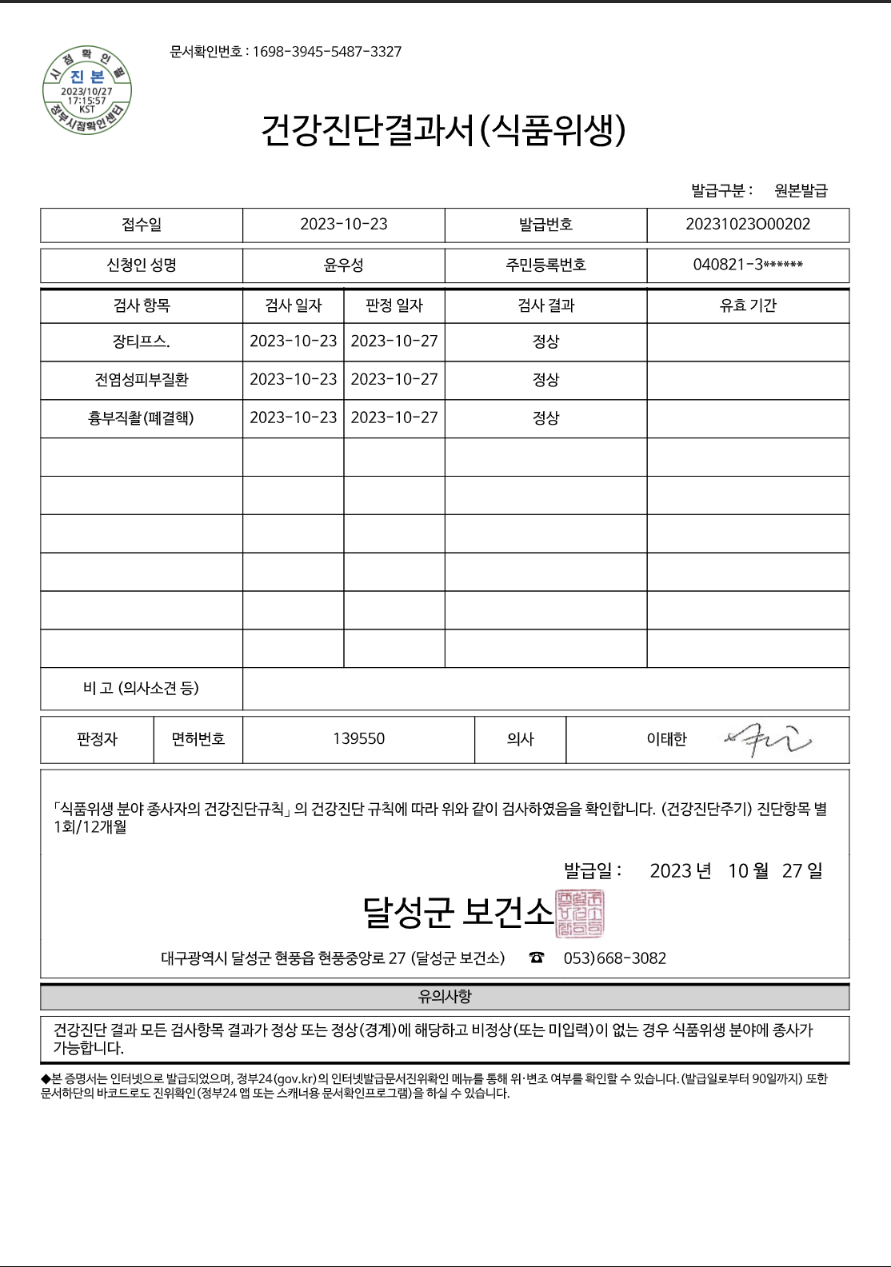 시점확인필
진 본
2023/10/27
17:15:57
KST
정부시점확인센터
문서확인번호 : 1698-3945-5487-3327
건강진단결과서(식품위생)
발급구분 : 원본발급
접수일 2023-10-23 발급번호 20231023O00202
신청인 성명 윤우성 주민등록번호 040821-3******
검사 항목 검사 일자 판정 일자 검사 결과 유효 기간
장티프스. 2023-10-23 2023-10-27 정상
전염성피부질환 2023-10-23 2023-10-27 정상
흉부직촬(폐결핵) 2023-10-23 2023-10-27 정상
비 고 (의사소견 등)
판정자 면허번호 139550 의사 이태한
「식품위생 분야 종사자의 건강진단규칙」의 건강진단 규칙에 따라 위와 같이 검사하였음을 확인합니다. (건강진단주기) 진단항목 별
1회/12개월
발급일 : 2023 년 10 월 27 일
달성군 보건소
대구광역시 달성군 현풍읍 현풍중앙로 27 (달성군 보건소) ☎ 053)668-3082
유의사항
건강진단 결과 모든 검사항목 결과가 정상 또는 정상(경계)에 해당하고 비정상(또는 미입력)이 없는 경우 식품위생 분야에 종사가
가능합니다.
◆본 증명서는 인터넷으로 발급되었으며, 정부24(gov.kr)의 인터넷발급문서진위확인 메뉴를 통해 위·변조 여부를 확인할 수 있습니다.(발급일로부터 90일까지) 또한
문서하단의 바코드로도 진위확인(정부24 앱 또는 스캐너용 문서확인프로그램)을 하실 수 있습니다.